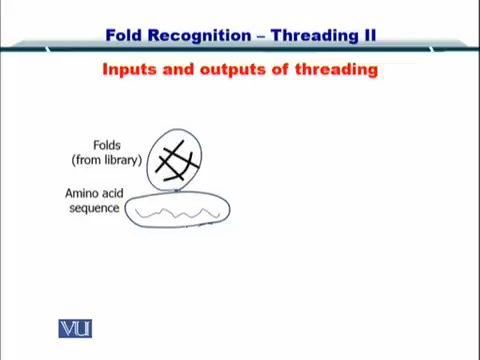 Fold Recognition – Threading II
Inputs and outputs of threading
Folds
(from library)
Amino acid
sequence
VU